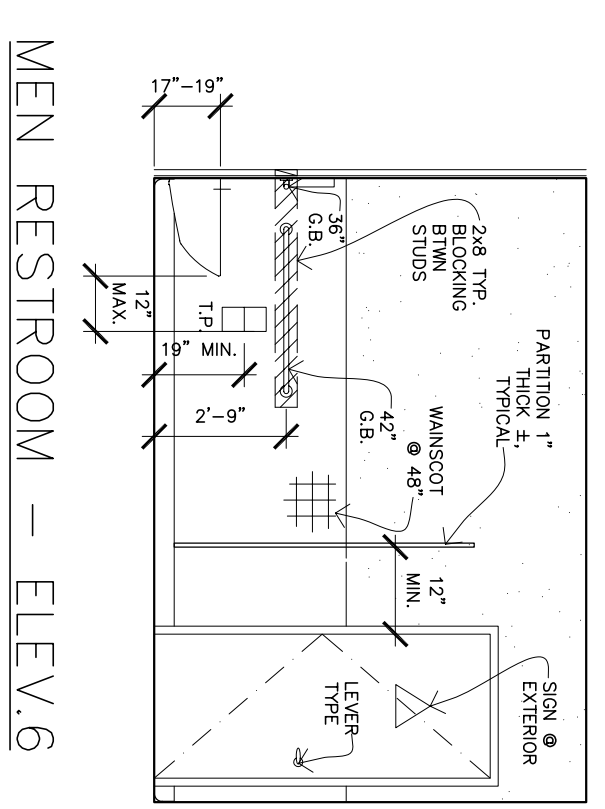 PARTITION 1"
THICK ±,
TYPICAL
SIGN @
EXTERIOR
2x8 TYP.
BLOCKING
BTWN
STUDS
WAINSCOT
@ 48"
12"
MIN.
36"
G.B.
42"
G.B.
LEVER
TYPE
17"-19"
T.P.
12"
MAX.
19" MIN.
2'-9"
MEN RESTROOM - ELEV.6